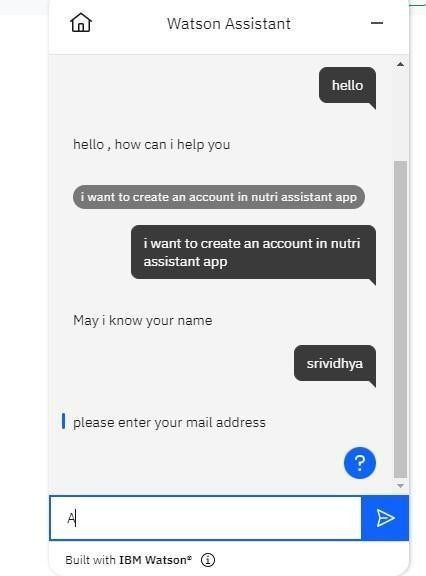 Watson Assistant
hello
hello , how can i help you
i want to create an account in nutri assistant app
i want to create an account in nutri
assistant app
May i know your name
srividhya
please enter your mail address
?
A
Built with IBM Watson®